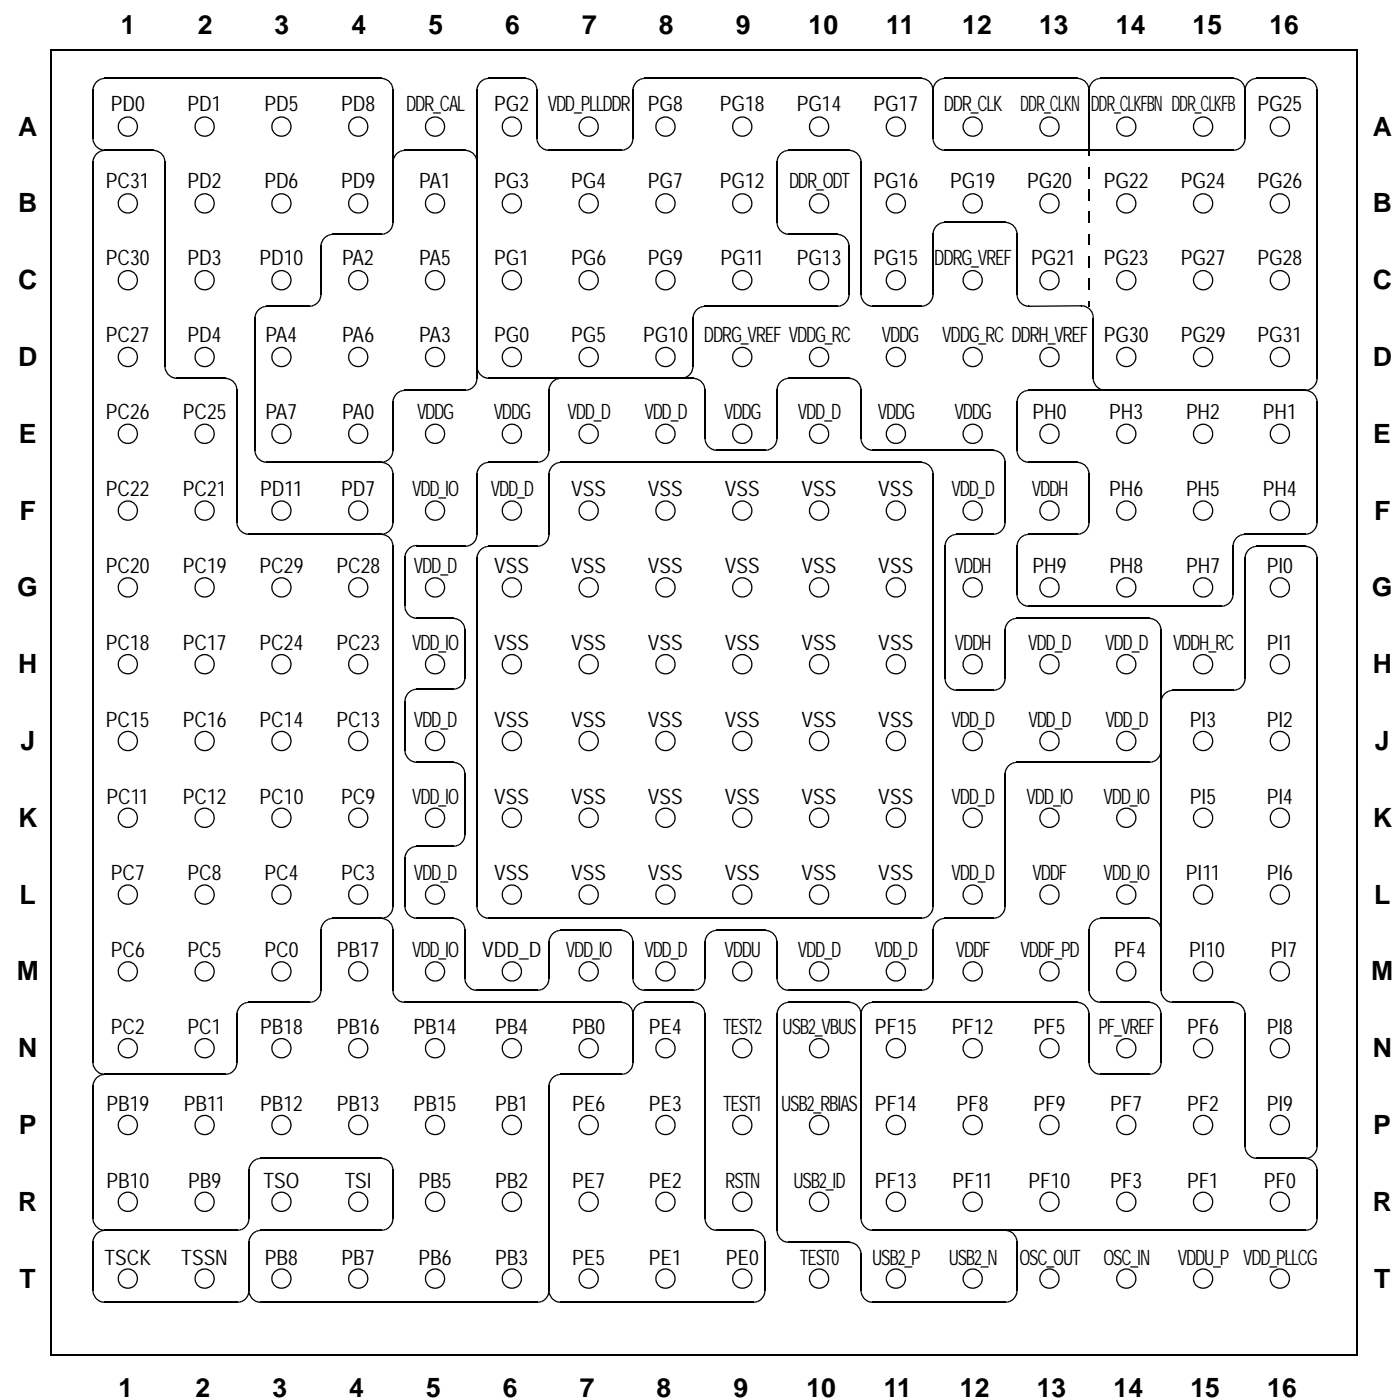 1 2 3 4 5 6 7 8 9 10 11 12 13 14 15 16
PD0 PD1 PD5 PD8 DDR_CAL PG2 VDD_PLLDDR PG8 PG18 PG14 PG17 DDR_CLK DDR_CLKN DDR_CLKFBN DDR_CLKFB PG25
A A
PC31 PD2 PD6 PD9 PA1 PG3 PG4 PG7 PG12 DDR_ODT PG16 PG19 PG20 PG22 PG24 PG26
B B
PC30 PD3 PD10 PA2 PA5 PG1 PG6 PG9 PG11 PG13 PG15 DDRG_VREF PG21 PG23 PG27 PG28
C C
PC27 PD4 PA4 PA6 PA3 PG0 PG5 PG10 DDRG_VREF VDDG_RC VDDG VDDG_RC DDRH_VREF PG30 PG29 PG31
D D
PC26 PC25 PA7 PA0 VDDG VDDG VDD_D VDD_D VDDG VDD_D VDDG VDDG PH0 PH3 PH2 PH1
E E
PC22 PC21 PD11 PD7 VDD_IO VDD_D VSS VSS VSS VSS VSS VDD_D VDDH PH6 PH5 PH4
F F
PC20 PC19 PC29 PC28 VDD_D VSS VSS VSS VSS VSS VSS VDDH PH9 PH8 PH7 PI0
G G
PC18 PC17 PC24 PC23 VDD_IO VSS VSS VSS VSS VSS VSS VDDH VDD_D VDD_D VDDH_RC PI1
H H
PC15 PC16 PC14 PC13 VDD_D VSS VSS VSS VSS VSS VSS VDD_D VDD_D VDD_D PI3 PI2
J J
PC11 PC12 PC10 PC9 VDD_IO VSS VSS VSS VSS VSS VSS VDD_D VDD_IO VDD_IO PI5 PI4
K K
PC7 PC8 PC4 PC3 VDD_D VSS VSS VSS VSS VSS VSS VDD_D VDDF VDD_IO PI11 PI6
L L
PC6 PC5 PC0 PB17 VDD_IO VDD_D VDD_IO VDD_D VDDU VDD_D VDD_D VDDF VDDF_PD PF4 PI10 PI7
M M
PC2 PC1 PB18 PB16 PB14 PB4 PB0 PE4 TEST2 USB2_VBUS PF15 PF12 PF5 PF_VREF PF6 PI8
N N
PB19 PB11 PB12 PB13 PB15 PB1 PE6 PE3 TEST1 USB2_RBIAS PF14 PF8 PF9 PF7 PF2 PI9
P P
PB10 PB9 TSO TSI PB5 PB2 PE7 PE2 RSTN USB2_ID PF13 PF11 PF10 PF3 PF1 PF0
R R
TSCK TSSN PB8 PB7 PB6 PB3 PE5 PE1 PE0 TEST0 USB2_P USB2_N OSC_OUT OSC_IN VDDU_P VDD_PLLCG
T T
1 2 3 4 5 6 7 8 9 10 11 12 13 14 15 16